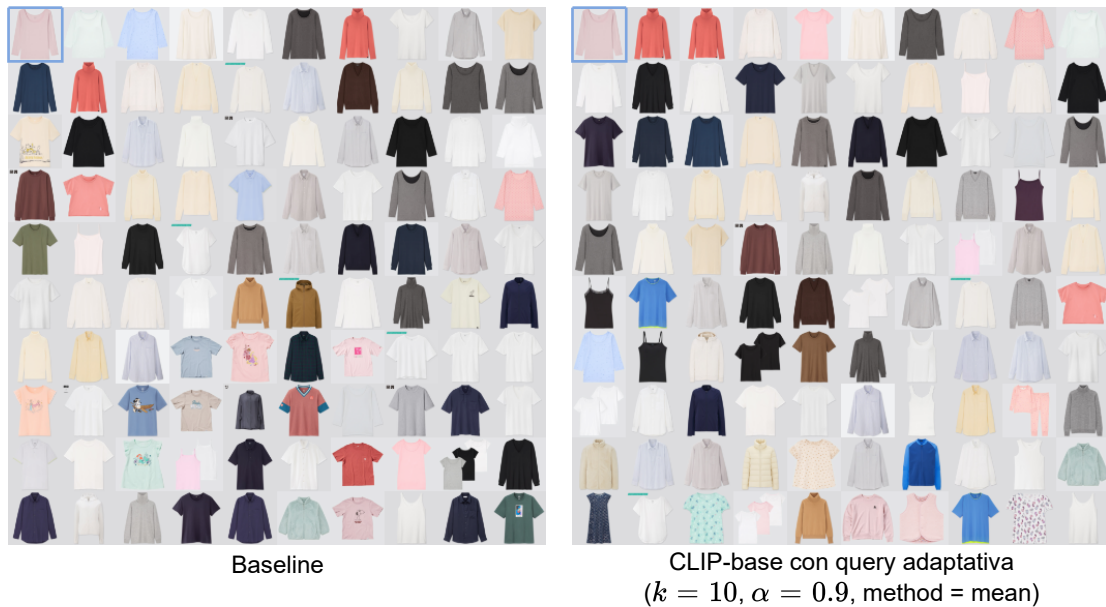 Baseline
CLIP-base con query adaptativa
(k = 10, α = 0.9, method = mean)